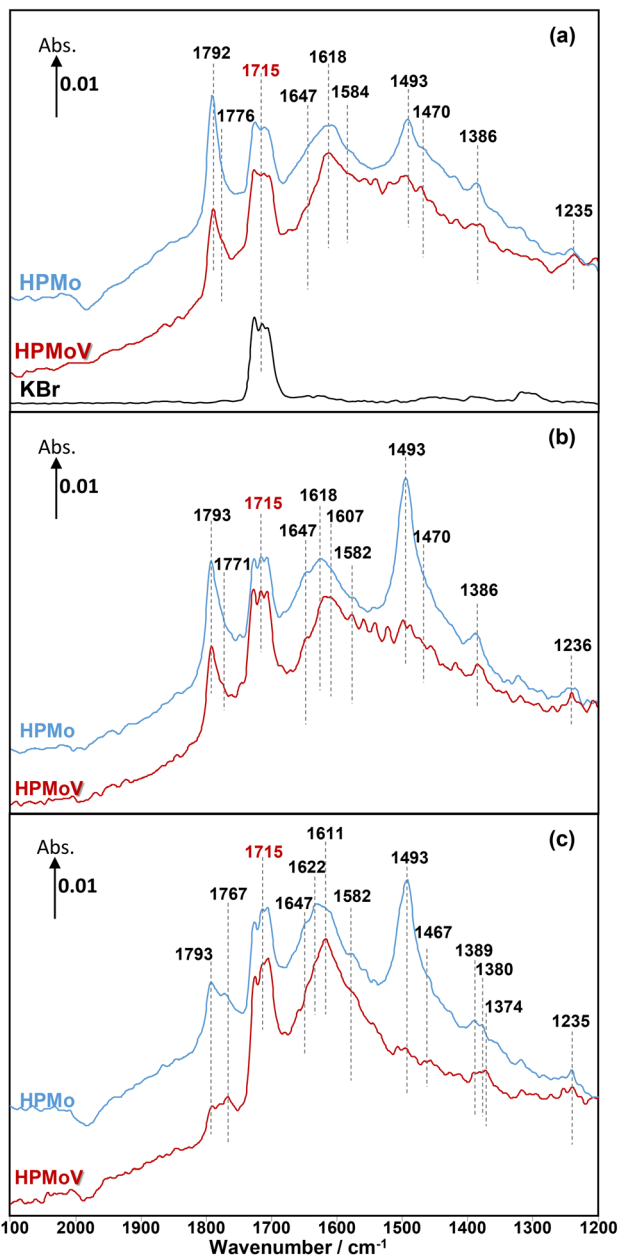 (a)
Abs.
0.01
1792
1776
1715
1618
1647
1584
1493
1470
1386
1235
HPMo
HPMoV
KBr
(b)
Abs.
0.01
1793
1771
1715
1618
1647
1607
1582
1493
1470
1386
1236
HPMo
HPMoV
(c)
Abs.
0.01
1793
1767
1715
1611
1622
1647
1582
1493
1467
1389
1380
1374
1235
HPMo
HPMoV
100 2000 1900 1800 1700 1600 1500 1400 1300 1200
Wavenumber / cm-1